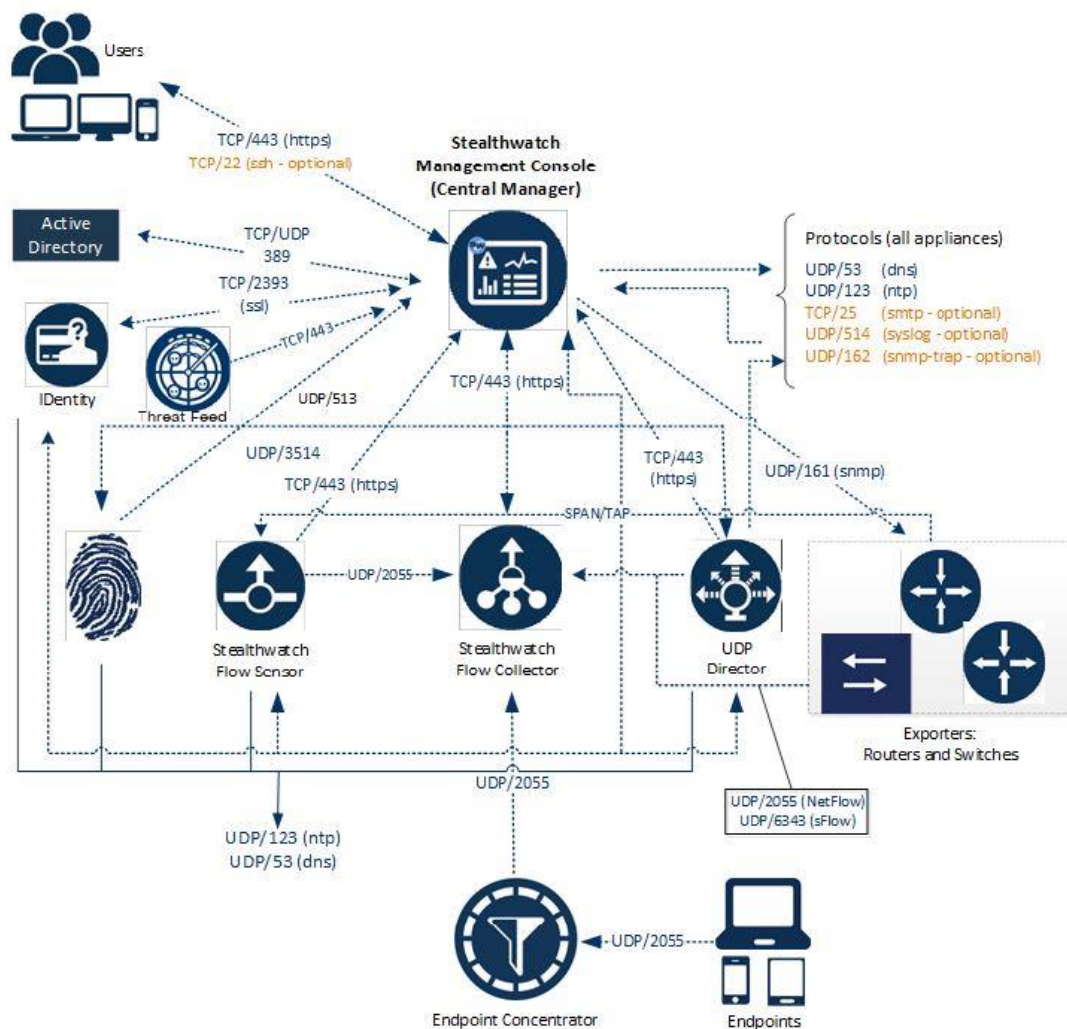 Users
TCP/443 (https)
TCP/22 (ssh - optional)
Stealthwatch
Management Console
(Central Manager)
Active
Directory
TCP/UDP
389
TCP/2393
(ssl)
Protocols (all appliances)
UDP/53 (dns)
UDP/123 (ntp)
TCP/25 (smtp - optional)
UDP/514 (syslog - optional)
UDP/162 (snmp-trap - optional)
TCP/443
IDentity
Threat Feed
UDP/513
TCP/443 (https)
UDP/3514
TCP/443 (https)
TCP/443
(https)
UDP/161 (snmp)
SPAN/TAP
UDP/2055
Stealthwatch
Flow Sensor
Stealthwatch
Flow Collector
UDP
Director
Exporters:
Routers and Switches
UDP/2055
UDP/2055 (NetFlow)
UDP/6343 (sFlow)
UDP/123 (ntp)
UDP/53 (dns)
UDP/2055
Endpoint Concentrator
Endpoints